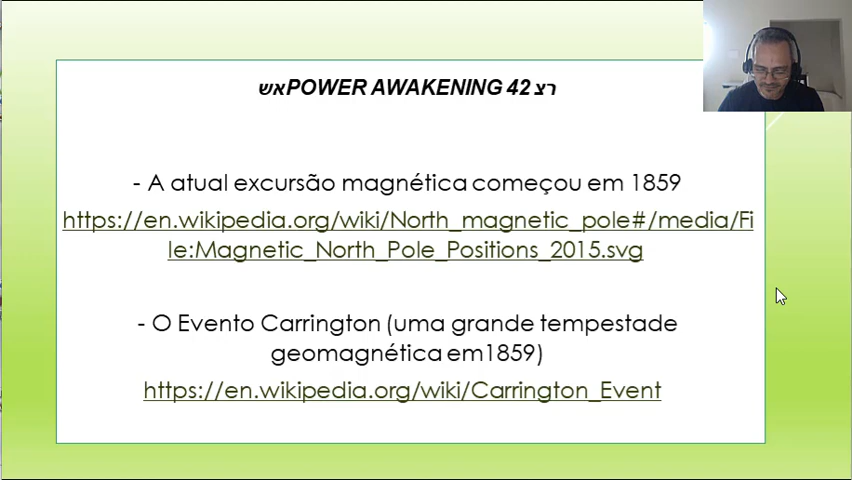 אשPOWER AWAKENING 42 רצ
- A atual excursão magnética começou em 1859
https://en.wikipedia.org/wiki/North_magnetic_pole#/media/Fi
le:Magnetic_North_Pole_Positions_2015.svg
- O Evento Carrington (uma grande tempestade
geomagnética em1859)
https://en.wikipedia.org/wiki/Carrington_Event